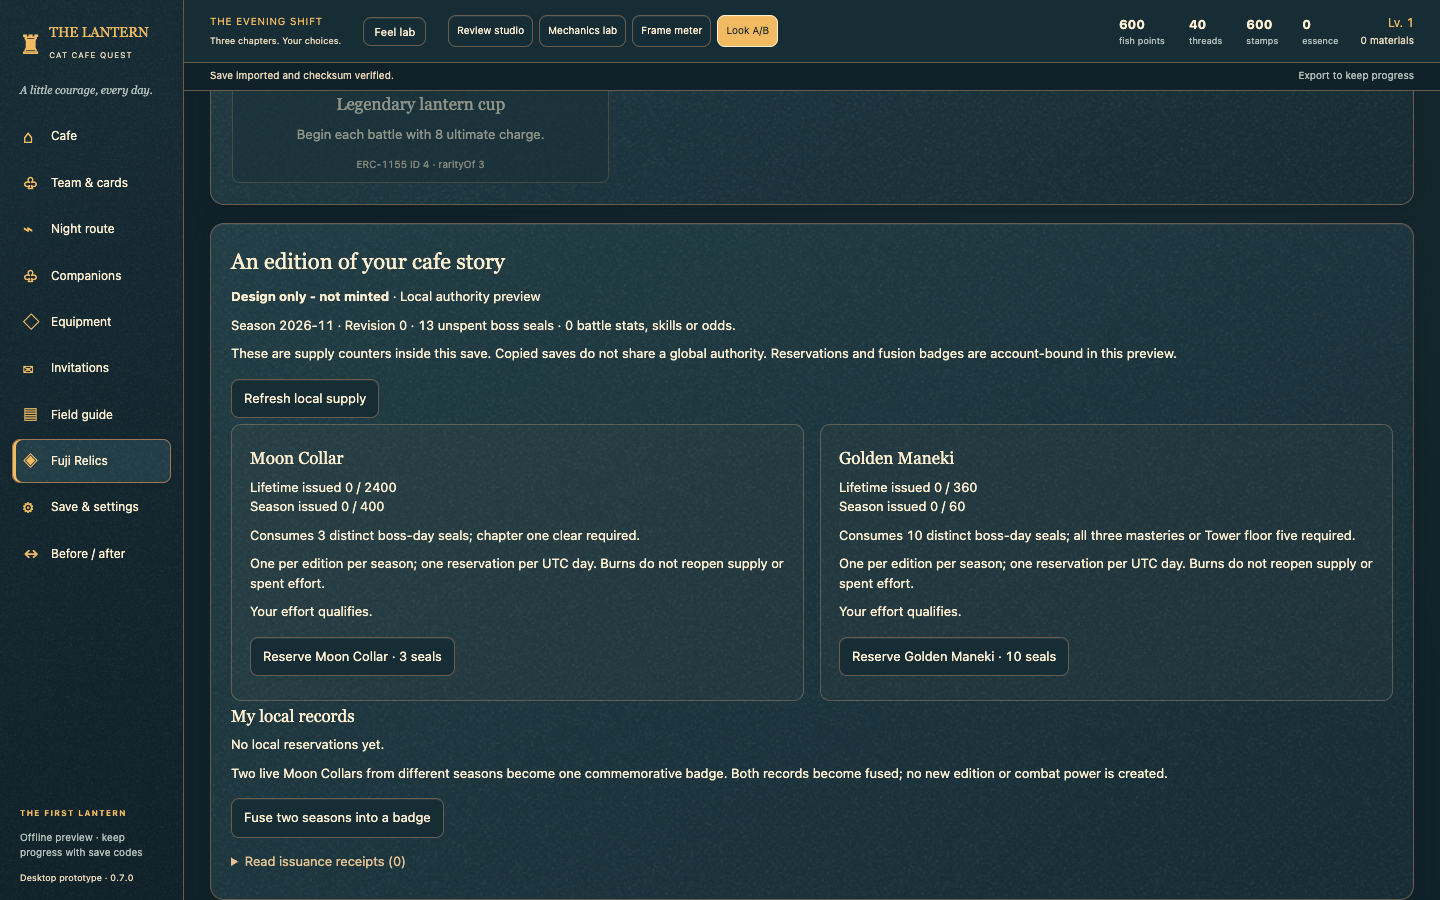 THE LANTERN
CAT CAFE QUEST
A little courage, every day.
Cafe
Team & cards
Night route
Companions
Equipment
Invitations
Field guide
Fuji Relics
Save & settings
Before / after
THE FIRST LANTERN
Offline preview · keep
progress with save codes
Desktop prototype · 0.7.0
THE EVENING SHIFT
Three chapters. Your choices.
Feel lab
Review studio
Mechanics lab
Frame meter
Look A/B
600
fish points
40
threads
600
stamps
0
essence
Lv. 1
0 materials
Save imported and checksum verified.
Export to keep progress
Legendary lantern cup
Begin each battle with 8 ultimate charge.
ERC-1155 ID 4 · rarityOf 3
An edition of your cafe story
Design only - not minted · Local authority preview
Season 2026-11 · Revision 0 · 13 unspent boss seals · 0 battle stats, skills or odds.
These are supply counters inside this save. Copied saves do not share a global authority. Reservations and fusion badges are account-bound in this preview.
Refresh local supply
Moon Collar
Lifetime issued 0 / 2400
Season issued 0 / 400
Consumes 3 distinct boss-day seals; chapter one clear required.
One per edition per season; one reservation per UTC day. Burns do not reopen supply or
spent effort.
Your effort qualifies.
Reserve Moon Collar · 3 seals
Golden Maneki
Lifetime issued 0 / 360
Season issued 0 / 60
Consumes 10 distinct boss-day seals; all three masteries or Tower floor five required.
One per edition per season; one reservation per UTC day. Burns do not reopen supply or
spent effort.
Your effort qualifies.
Reserve Golden Maneki · 10 seals
My local records
No local reservations yet.
Two live Moon Collars from different seasons become one commemorative badge. Both records become fused; no new edition or combat power is created.
Fuse two seasons into a badge
Read issuance receipts (0)